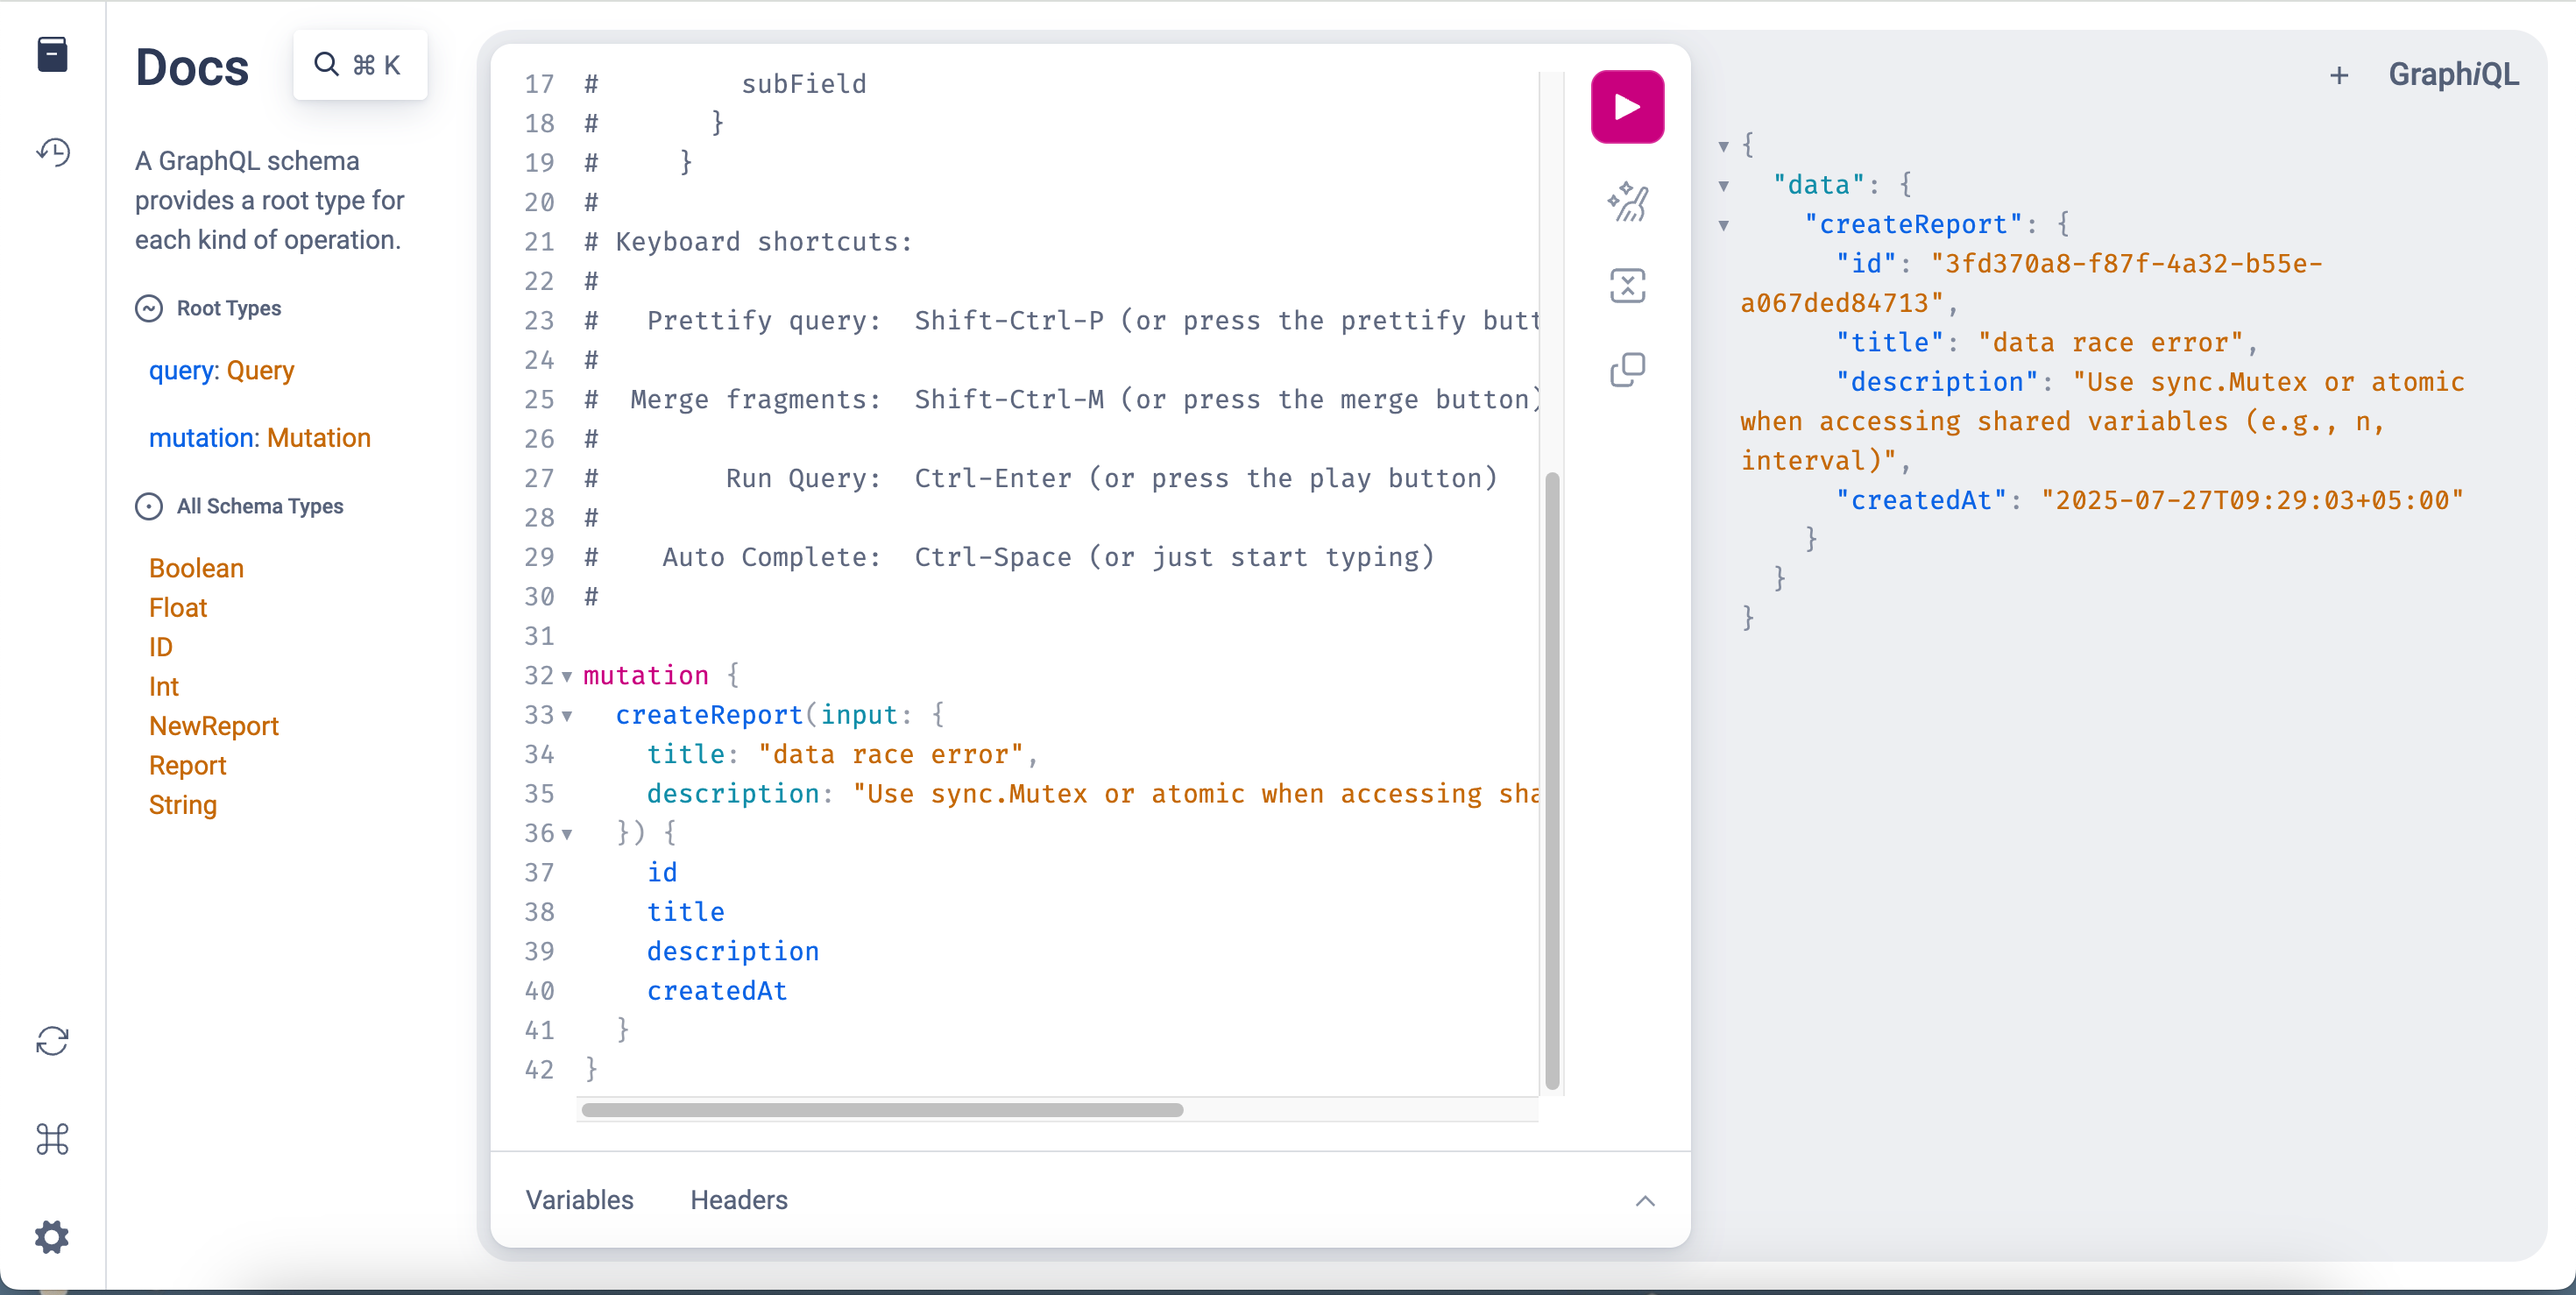 Docs
⌘ K
A GraphQL schema
provides a root type for
each kind of operation.
Root Types
query: Query
mutation: Mutation
All Schema Types
Boolean
Float
ID
Int
NewReport
Report
String
17 #         subField
18 #       }
19 #     }
20 #
21 # Keyboard shortcuts:
22 #
23 #   Prettify query:  Shift-Ctrl-P (or press the prettify butt
24 #
25 #  Merge fragments:  Shift-Ctrl-M (or press the merge button)
26 #
27 #        Run Query:  Ctrl-Enter (or press the play button)
28 #
29 #    Auto Complete:  Ctrl-Space (or just start typing)
30 #
31
32 mutation {
33   createReport(input: {
34     title: "data race error",
35     description: "Use sync.Mutex or atomic when accessing sha
36   }) {
37     id
38     title
39     description
40     createdAt
41   }
42 }
Variables Headers
+ GraphiQL
{
  "data": {
    "createReport": {
      "id": "3fd370a8-f87f-4a32-b55e-
a067ded84713",
      "title": "data race error",
      "description": "Use sync.Mutex or atomic
when accessing shared variables (e.g., n,
interval)",
      "createdAt": "2025-07-27T09:29:03+05:00"
    }
  }
}